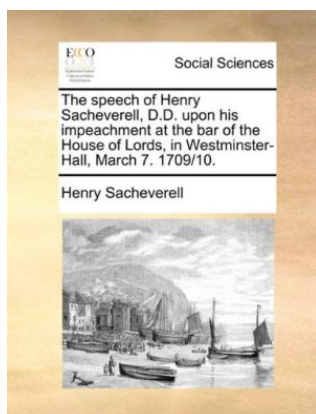 ECCO
Social Sciences
The speech of Henry
Sacheverell, D.D. upon his
impeachment at the bar of the
House of Lords, in Westminster-
Hall, March 7. 1709/10.
Henry Sacheverell